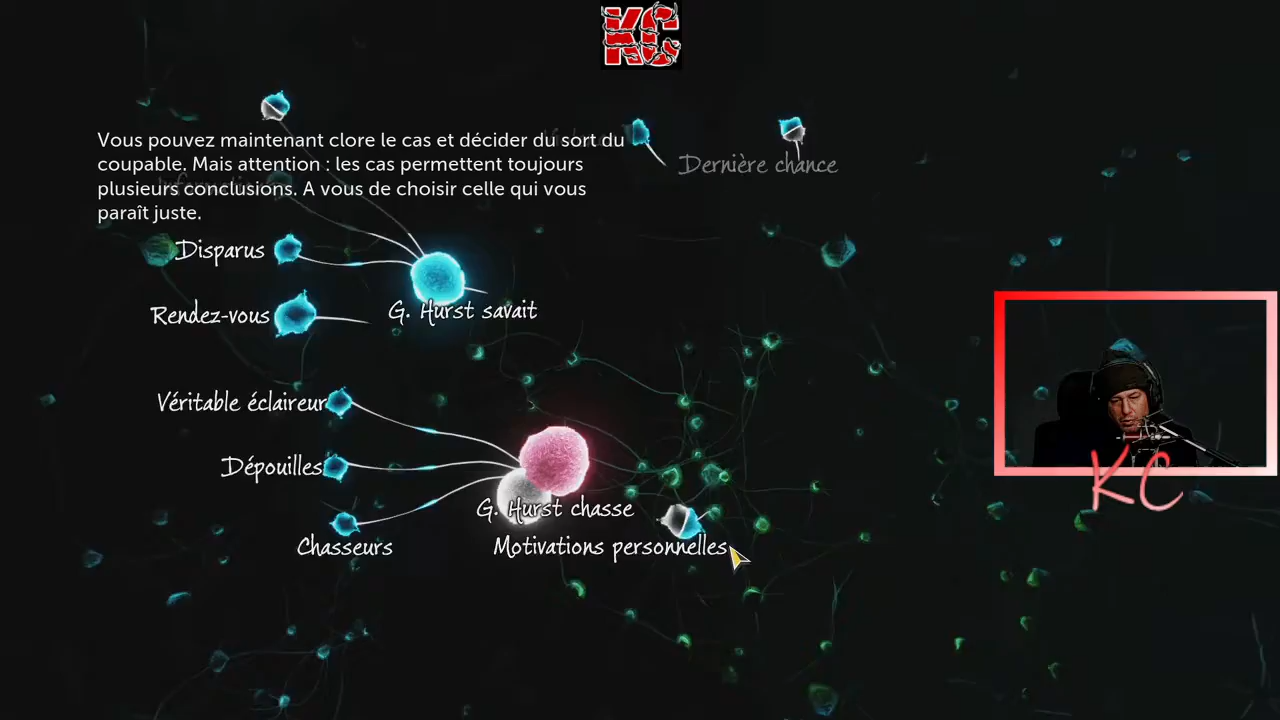 KC
Vous pouvez maintenant clore le cas et décider du sort du
coupable. Mais attention : les cas permettent toujours
plusieurs conclusions. A vous de choisir celle qui vous
paraît juste.
Dernière chance
Disparus
Rendez-vous
G. Hurst savait
Véritable éclaireur
Dépouilles
G. Hurst chasse
Chasseurs
Motivations personnelles
KC